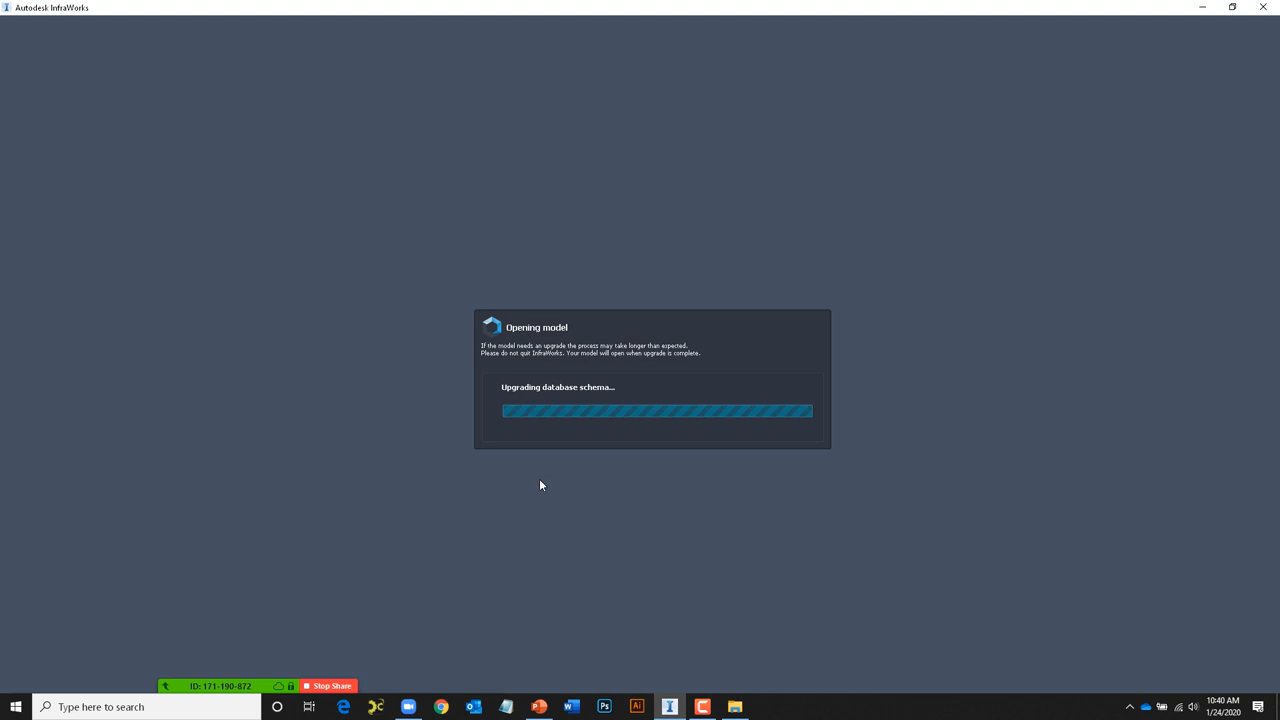 Autodesk InfraWorks
Opening model
If the model needs an upgrade the process may take longer than expected.
Please do not quit InfraWorks. Your model will open when upgrade is complete.
Upgrading database schema...
ID: 171-190-872
Stop Share
Type here to search
Ps
Ai
10:40 AM
1/24/2020